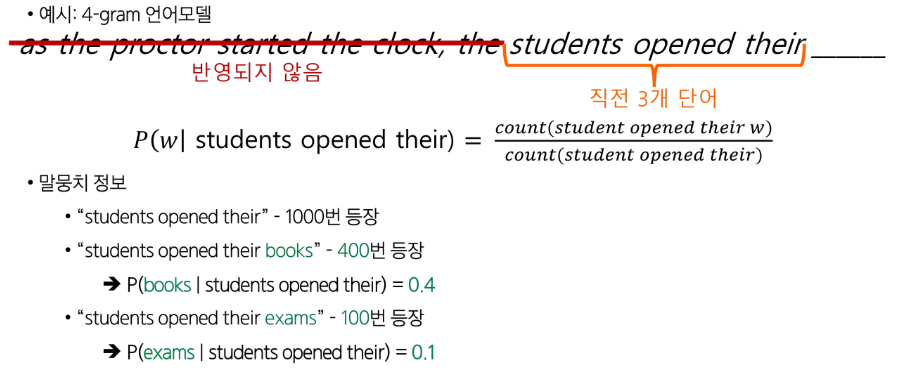 • 예시: 4-gram 언어모델
as the proctor started the clock, the students opened their ______
반영되지 않음
직전 3개 단어
P(w| students opened their) = count(student opened their w) / count(student opened their)
• 말뭉치 정보
• “students opened their” - 1000번 등장
• “students opened their books” - 400번 등장
➔ P(books | students opened their) = 0.4
• “students opened their exams” - 100번 등장
➔ P(exams | students opened their) = 0.1